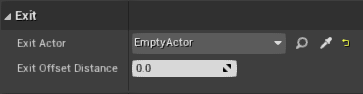 Exit
Exit Actor EmptyActor
Exit Offset Distance 0.0